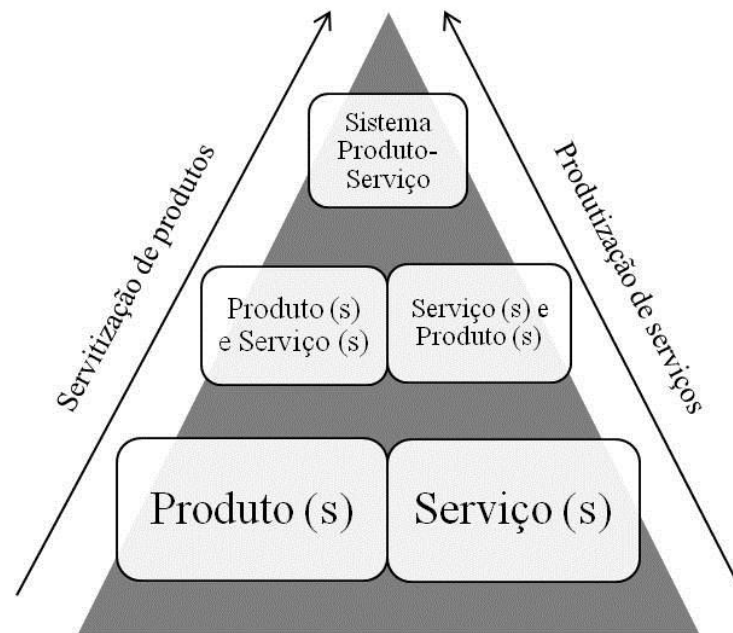 Sistema
Produto-
Serviço
Servitização de produtos
Produtização de serviços
Produto (s)
e Serviço (s)
Serviço (s) e
Produto (s)
Produto (s)
Serviço (s)